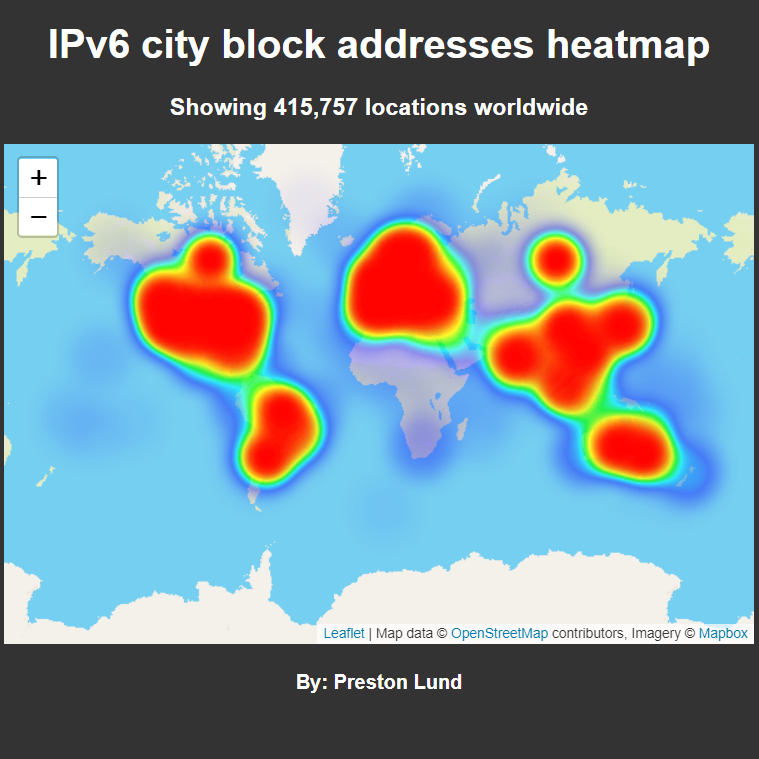 IPv6 city block addresses heatmap
Showing 415,757 locations worldwide
+
−
Leaflet | Map data © OpenStreetMap contributors, Imagery © Mapbox
By: Preston Lund